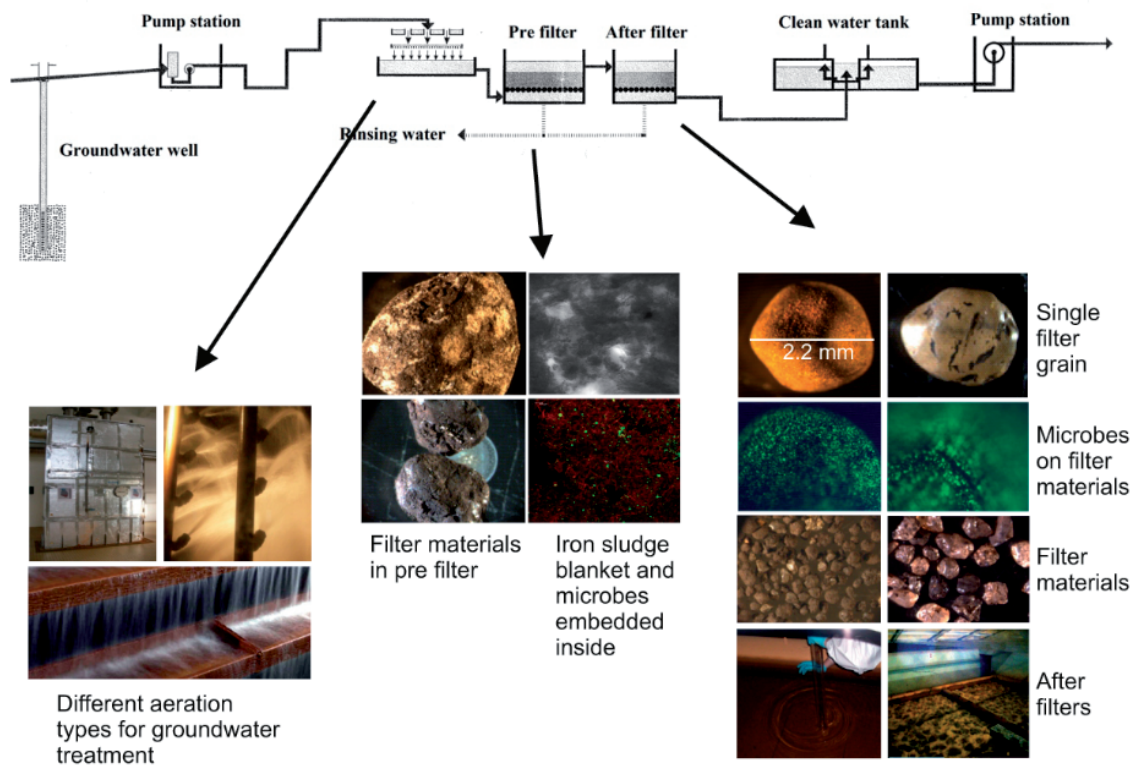 Pump station
Pre filter
After filter
Clean water tank
Pump station
Rinsing water
Groundwater well
2.2 mm
Single
filter
grain
Microbes
on filter
materials
Filter materials
in pre filter
Iron sludge
blanket and
microbes
embedded
inside
Filter
materials
After
filters
Different aeration
types for groundwater
treatment